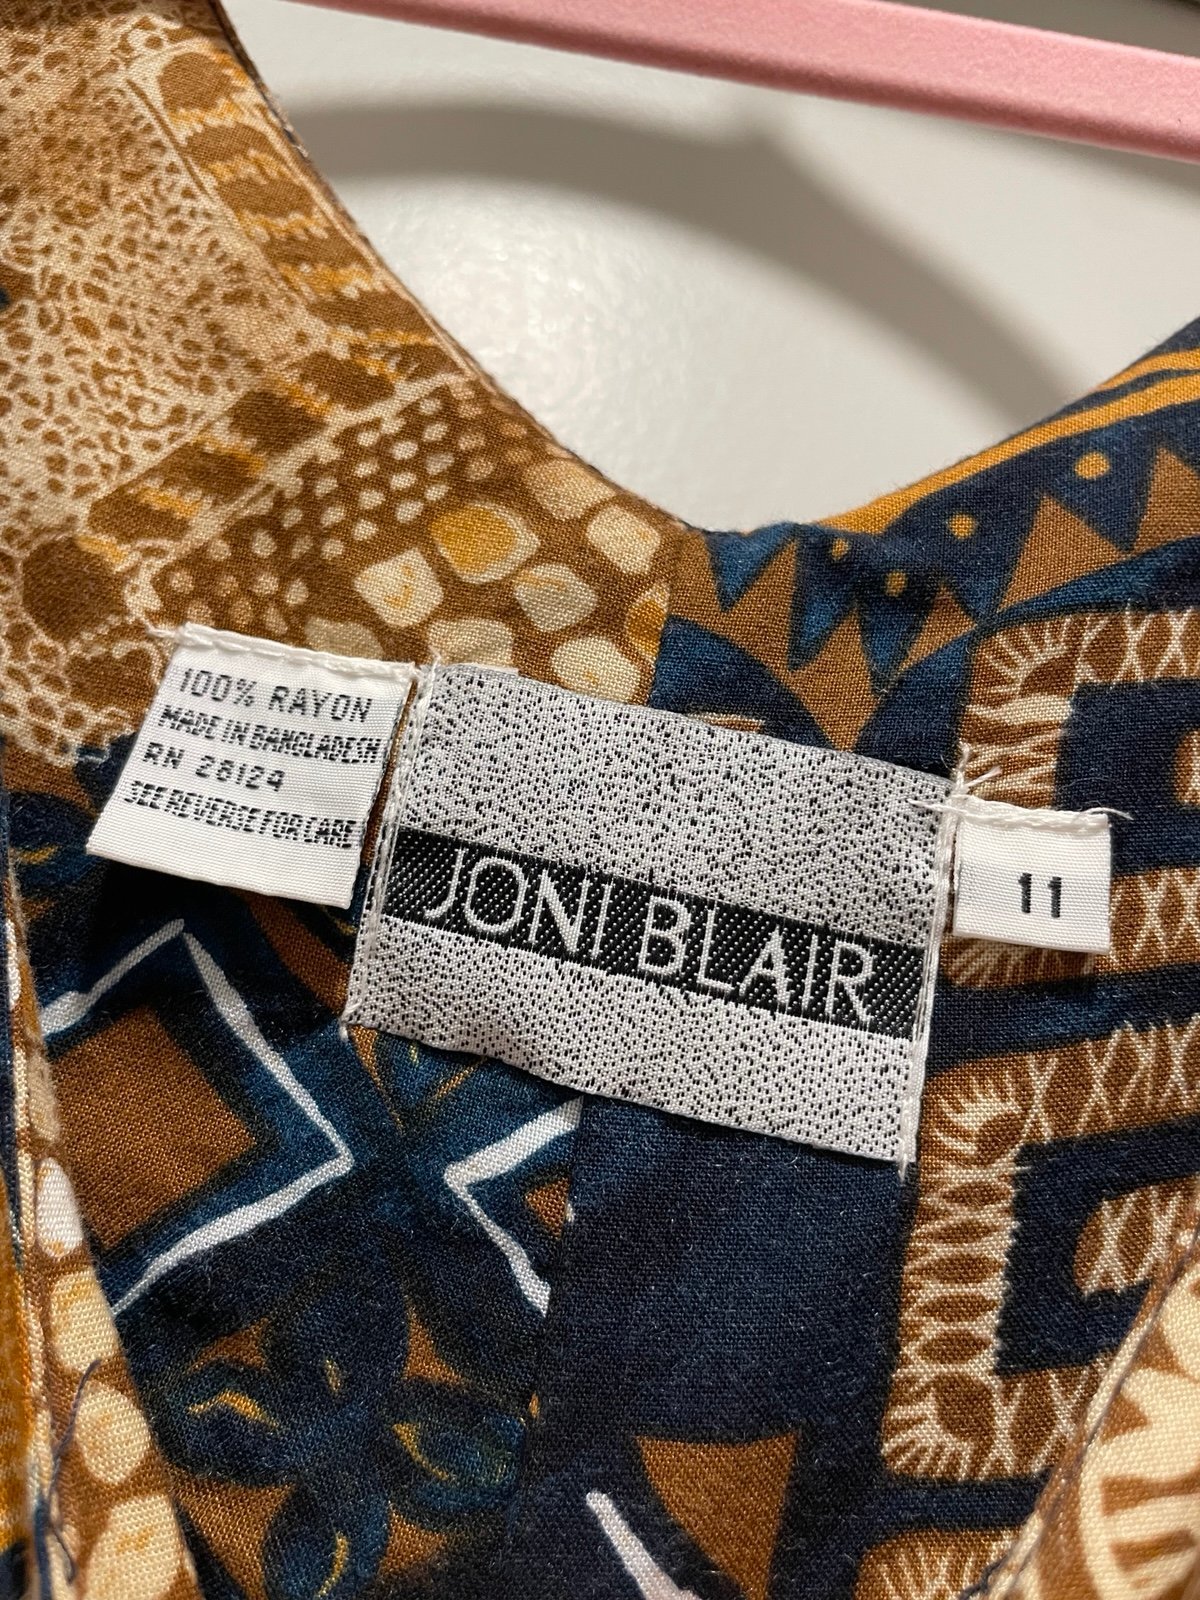 100% RAYON
MADE IN BANGLADESH
RN 28124
SEE REVERSE FOR CARE
JONI BLAIR
11